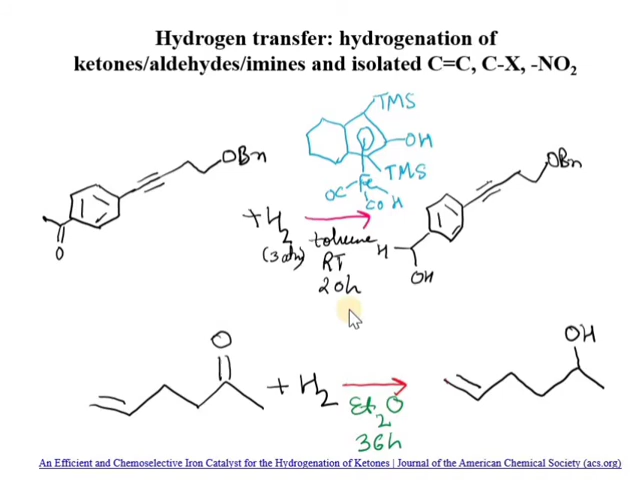 Hydrogen transfer: hydrogenation of
ketones/aldehydes/imines and isolated C=C, C-X, -NO₂
TMS
OH
TMS
Fe
OC
CO H
OBn
O
+ H₂
(3 atm)
toluene
RT
20h
OBn
H
OH
O
+ H₂
Et₂O
36h
OH
An Efficient and Chemoselective Iron Catalyst for the Hydrogenation of Ketones | Journal of the American Chemical Society (acs.org)